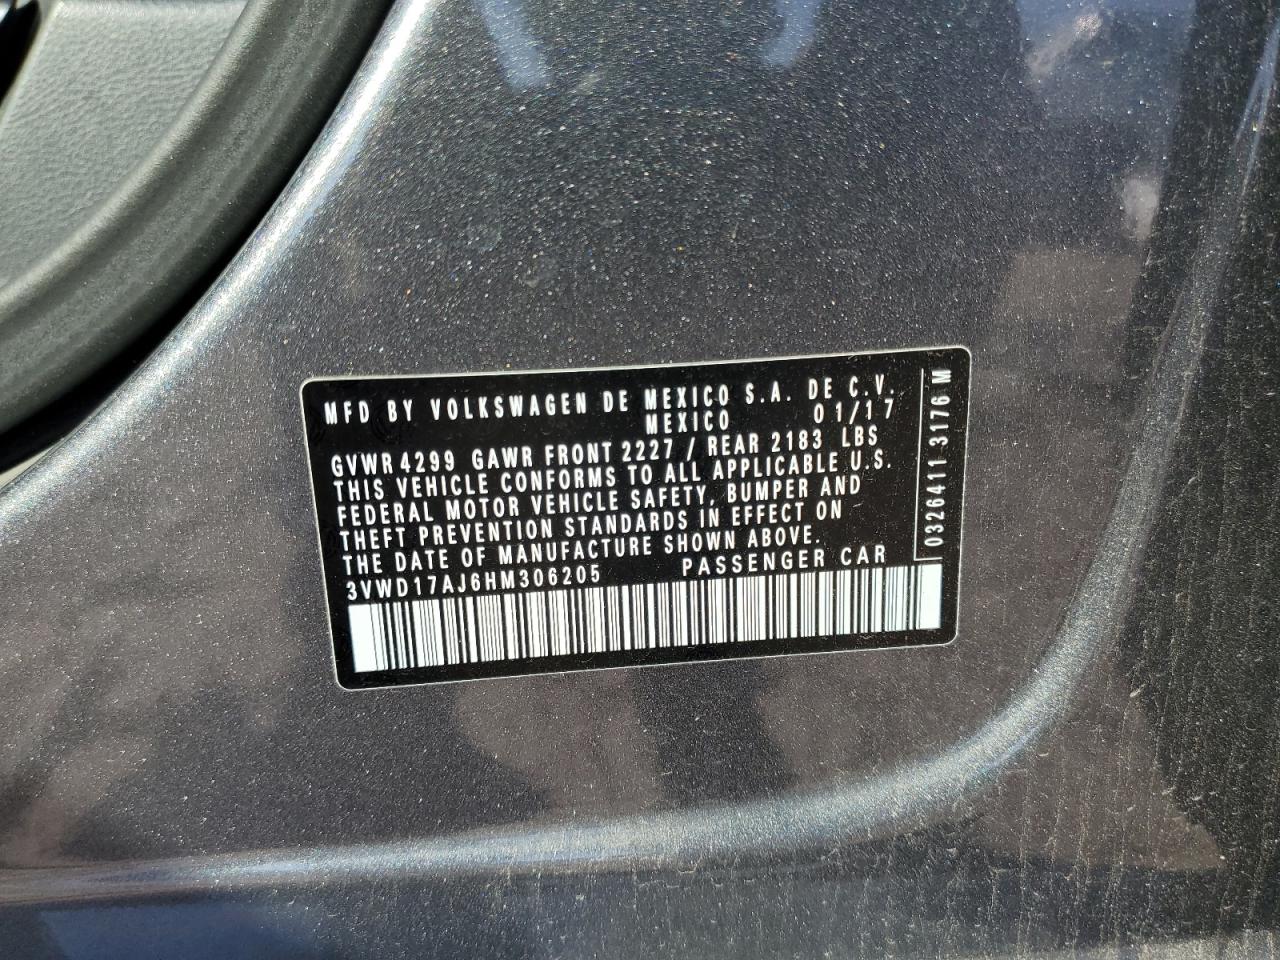 MFD BY VOLKSWAGEN DE MEXICO S.A. DE C.V.
MEXICO 01/17
GVWR 4299 GAWR FRONT 2227 / REAR 2183 LBS
THIS VEHICLE CONFORMS TO ALL APPLICABLE U.S.
FEDERAL MOTOR VEHICLE SAFETY, BUMPER AND
THEFT PREVENTION STANDARDS IN EFFECT ON
THE DATE OF MANUFACTURE SHOWN ABOVE.
3VWD17AJ6HM306205 PASSENGER CAR
0326411 3176 M